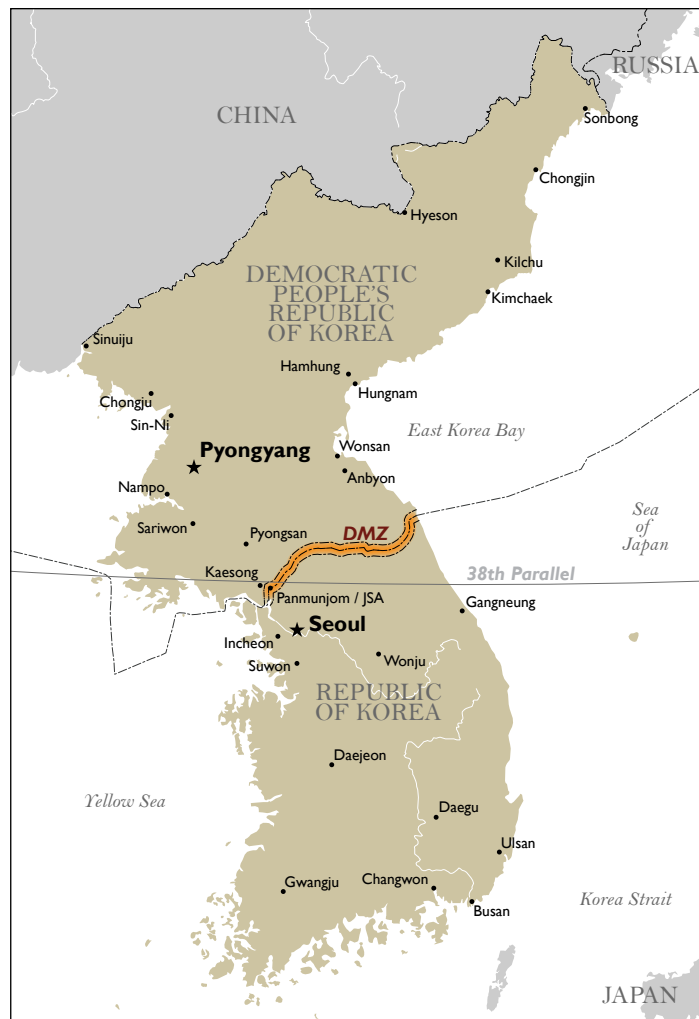 RUSSIA
CHINA
Sonbong
Chongjin
Hyeson
Kilchu
DEMOCRATIC
PEOPLE'S
REPUBLIC
OF KOREA
Kimchaek
Sinuiju
Hamhung
Hungnam
Chongju
Sin-Ni
East Korea Bay
Wonsan
Pyongyang
Anbyon
Nampo
Sariwon
Sea
of
Japan
DMZ
Pyongsan
Kaesong
38th Parallel
Panmunjom / JSA
Gangneung
Seoul
Incheon
Suwon
Wonju
REPUBLIC
OF KOREA
Daejeon
Yellow Sea
Daegu
Ulsan
Changwon
Gwangju
Korea Strait
Busan
JAPAN